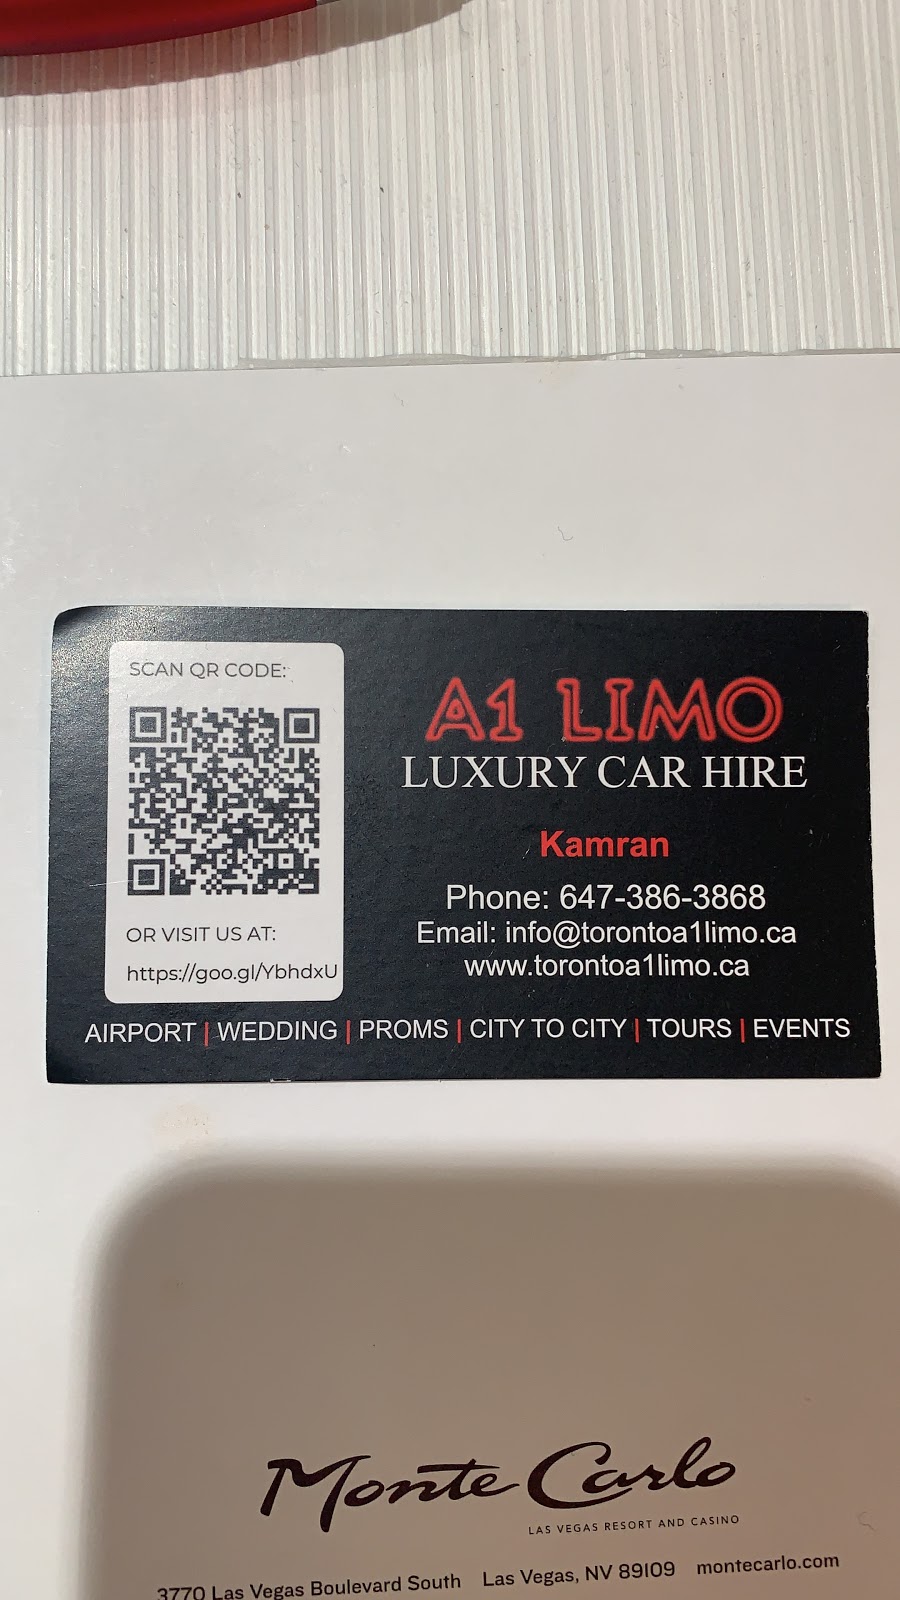 SCAN QR CODE:
OR VISIT US AT:
https://goo.gl/YbhdxU
A1 LIMO
LUXURY CAR HIRE
Kamran
Phone: 647-386-3868
Email: info@torontoa1limo.ca
www.torontoa1limo.ca
AIRPORT | WEDDING | PROMS | CITY TO CITY | TOURS | EVENTS
Monte Carlo
LAS VEGAS RESORT AND CASINO
3770 Las Vegas Boulevard South Las Vegas, NV 89109 montecarlo.com